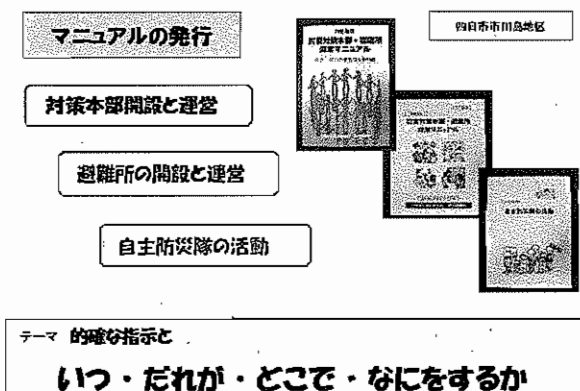 マニュアルの発行
四日市市川島地区
対策本部開設と運営
避難所の開設と運営
自主防災隊の活動
テーマ 的確な指示と
いつ・だれが・どこで・なにをするか